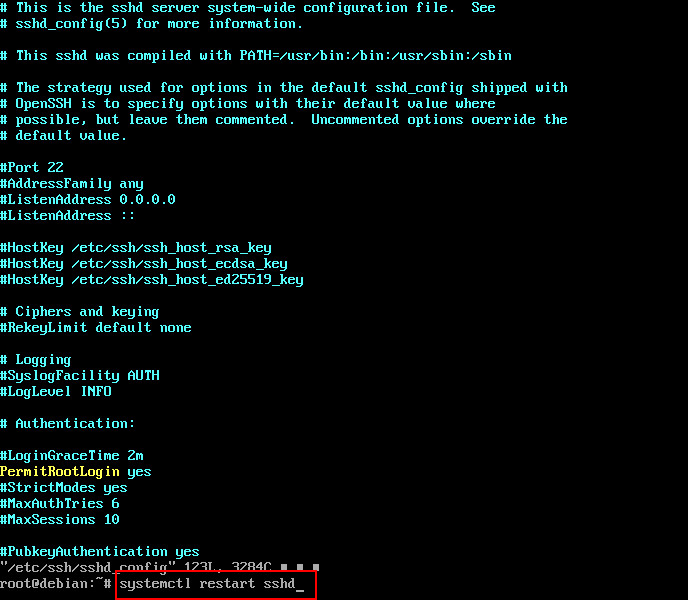 # This is the sshd server system-wide configuration file.  See
# sshd_config(5) for more information.
# This sshd was compiled with PATH=/usr/bin:/bin:/usr/sbin:/sbin
# The strategy used for options in the default sshd_config shipped with
# OpenSSH is to specify options with their default value where
# possible, but leave them commented.  Uncommented options override the
# default value.
#Port 22
#AddressFamily any
#ListenAddress 0.0.0.0
#ListenAddress ::
#HostKey /etc/ssh/ssh_host_rsa_key
#HostKey /etc/ssh/ssh_host_ecdsa_key
#HostKey /etc/ssh/ssh_host_ed25519_key
# Ciphers and keying
#RekeyLimit default none
# Logging
#SyslogFacility AUTH
#LogLevel INFO
# Authentication:
#LoginGraceTime 2m
PermitRootLogin yes
#StrictModes yes
#MaxAuthTries 6
#MaxSessions 10
#PubkeyAuthentication yes
"/etc/ssh/sshd_config" 123L, 3284C ■ ■ ■
root@debian:~# systemctl restart sshd_